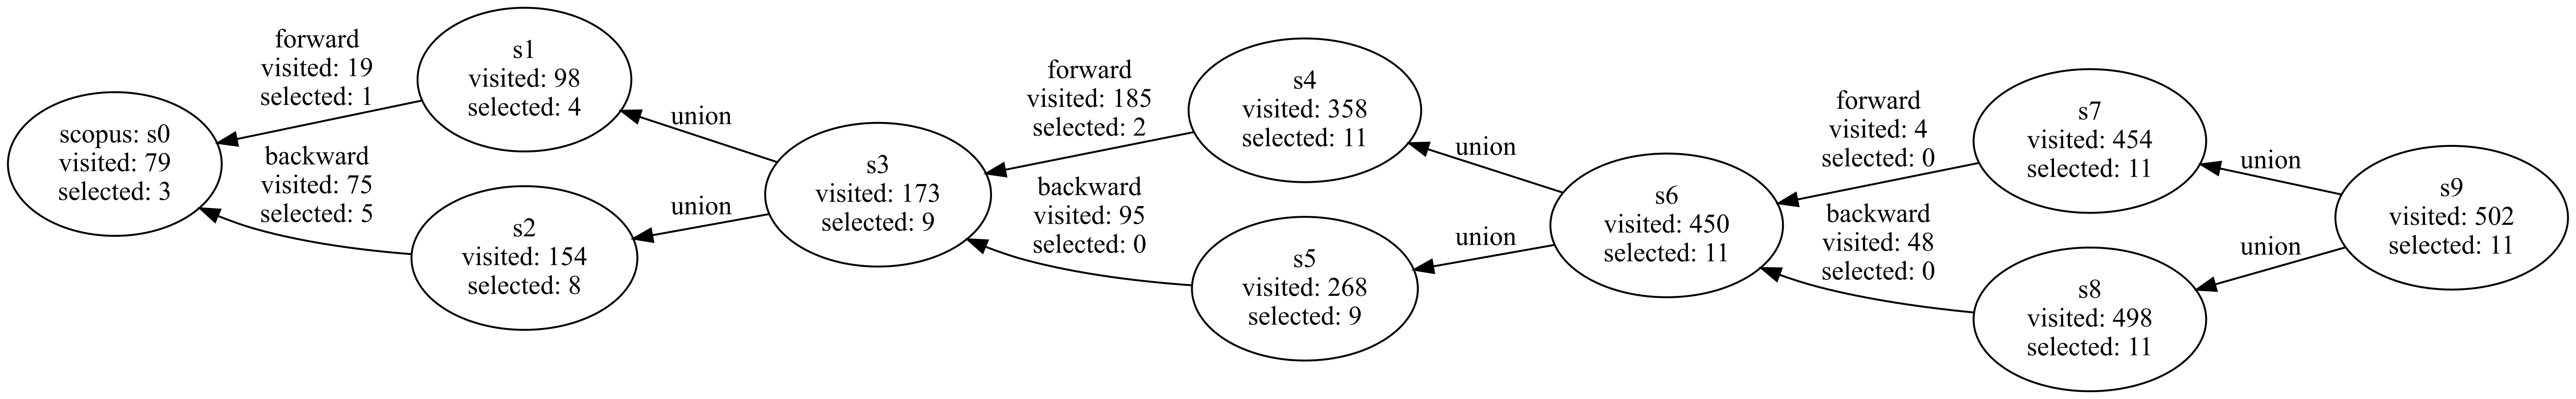 scopus: s0
visited: 79
selected: 3
forward
visited: 19
selected: 1
backward
visited: 75
selected: 5
s1
visited: 98
selected: 4
s2
visited: 154
selected: 8
union
union
s3
visited: 173
selected: 9
forward
visited: 185
selected: 2
backward
visited: 95
selected: 0
s4
visited: 358
selected: 11
s5
visited: 268
selected: 9
union
union
s6
visited: 450
selected: 11
forward
visited: 4
selected: 0
backward
visited: 48
selected: 0
s7
visited: 454
selected: 11
s8
visited: 498
selected: 11
union
union
s9
visited: 502
selected: 11